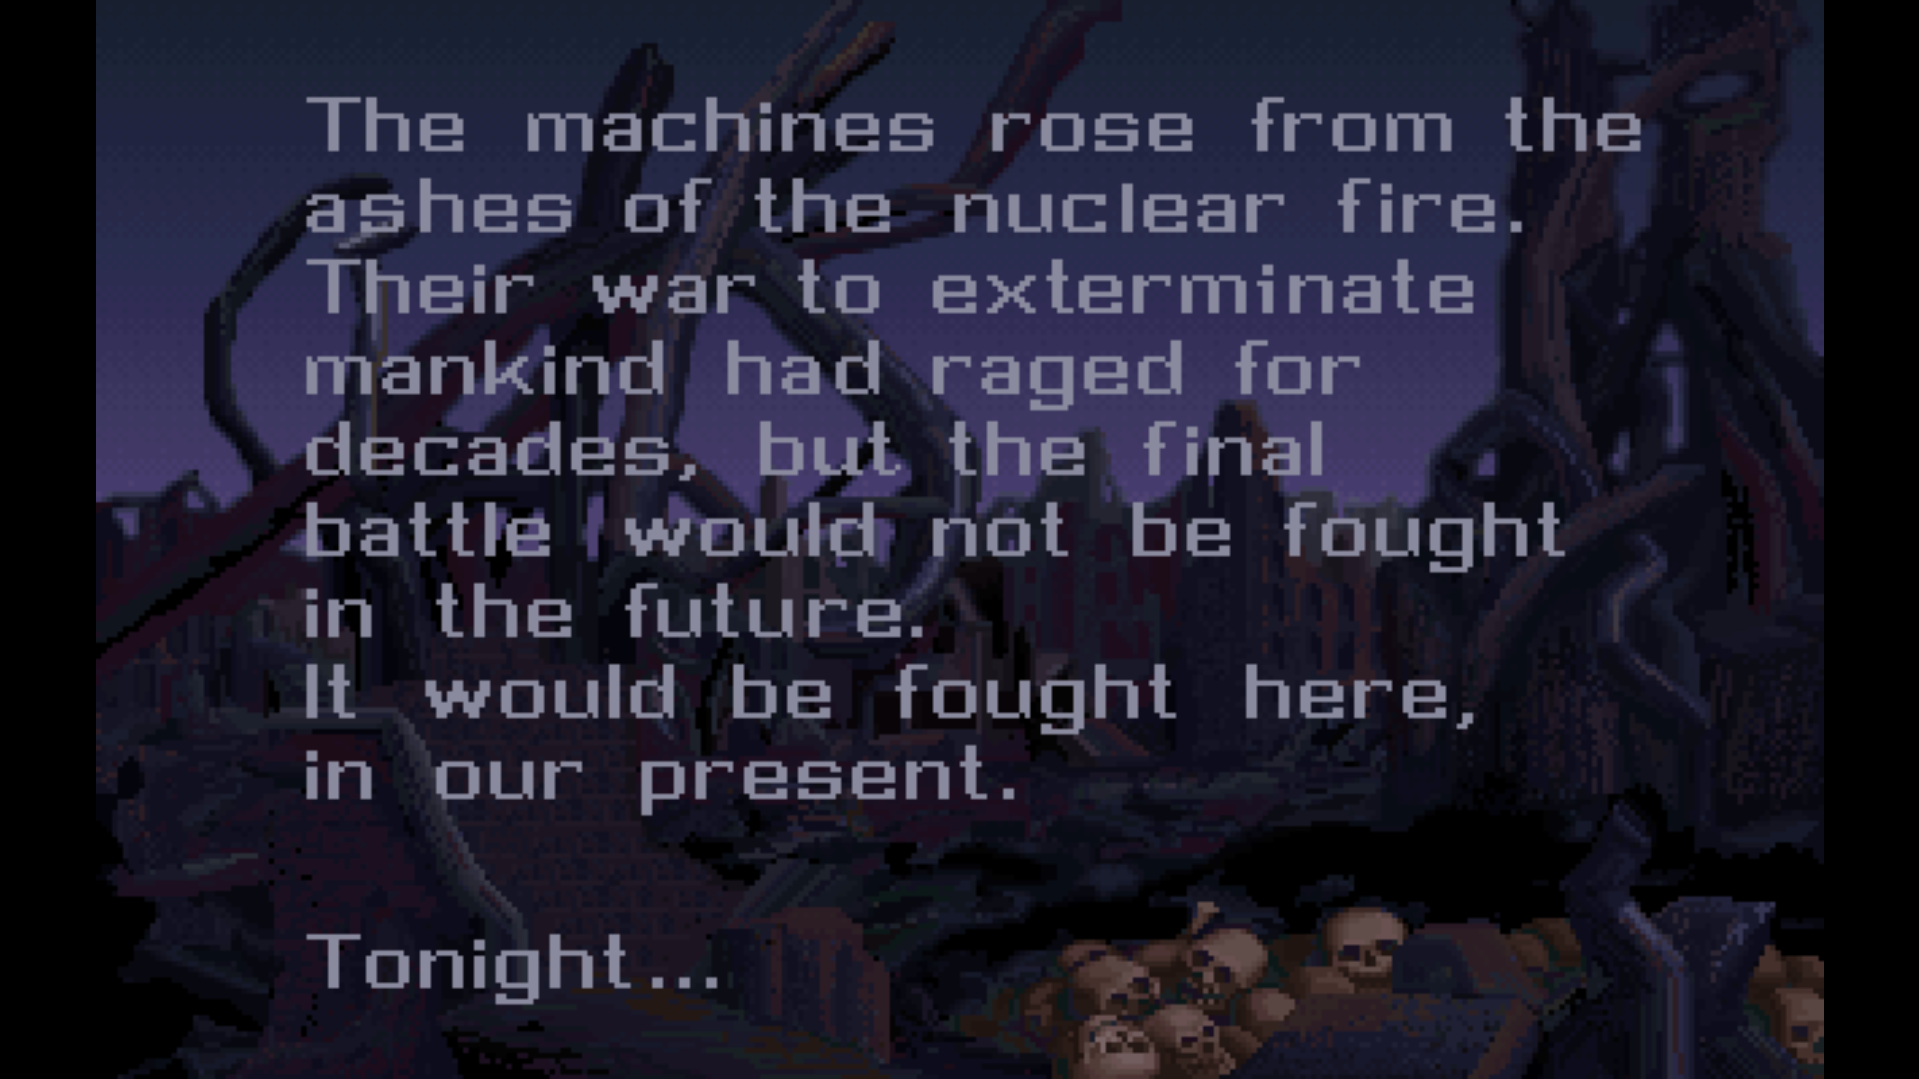 The machines rose from the
ashes of the nuclear fire.
Their war to exterminate
mankind had raged for
decades, but the final
battle would not be fought
in the future.
It would be fought here,
in our present.
Tonight...